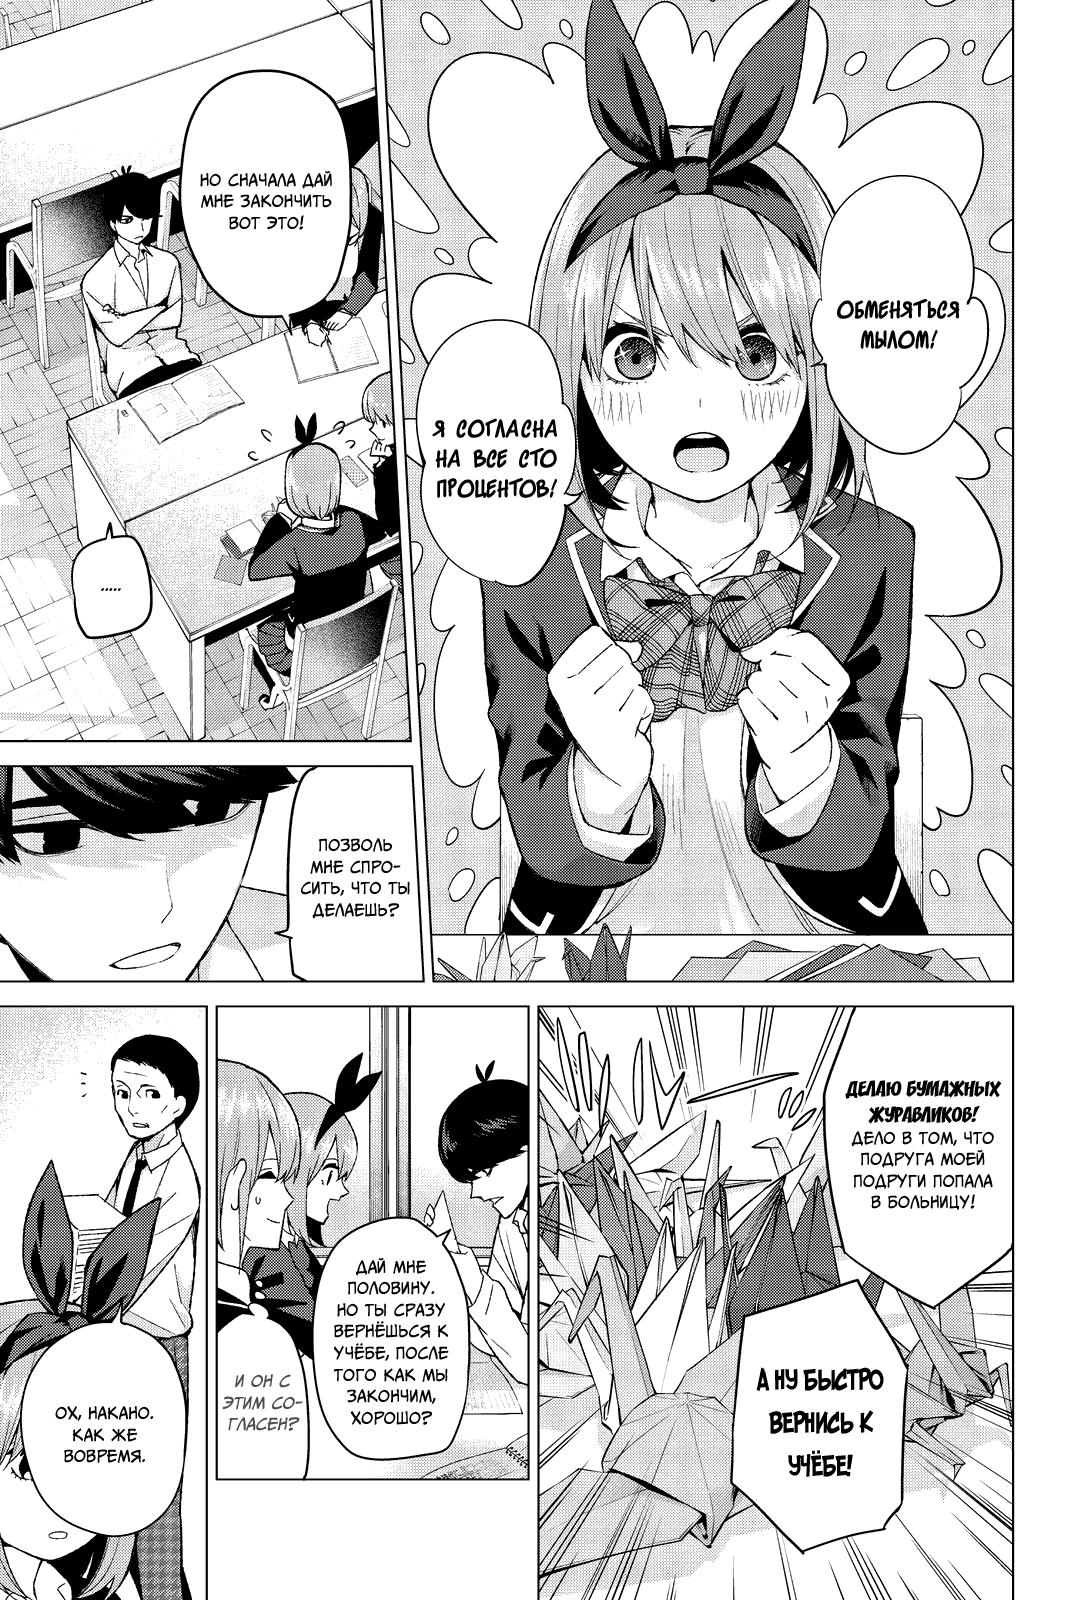 ОБМЕНЯТЬСЯ
МЫЛОМ!
Я СОГЛАСНА
НА ВСЕ СТО
ПРОЦЕНТОВ!
НО СНАЧАЛА ДАЙ
МНЕ ЗАКОНЧИТЬ
ВОТ ЭТО!
.....
ПОЗВОЛЬ
МНЕ СПРО-
СИТЬ, ЧТО ТЫ
ДЕЛАЕШЬ?
ДЕЛАЮ БУМАЖНЫХ
ЖУРАВЛИКОВ!
ДЕЛО В ТОМ, ЧТО
ПОДРУГА МОЕЙ
ПОДРУГИ ПОПАЛА
В БОЛЬНИЦУ!
А НУ БЫСТРО
ВЕРНИСЬ К
УЧЁБЕ!
ДАЙ МНЕ
ПОЛОВИНУ.
НО ТЫ СРАЗУ
ВЕРНЁШЬСЯ К
УЧЁБЕ, ПОСЛЕ
ТОГО КАК МЫ
ЗАКОНЧИМ,
ХОРОШО?
И ОН С
ЭТИМ СО-
ГЛАСЕН?
ОХ, НАКАНО.
КАК ЖЕ
ВОВРЕМЯ.